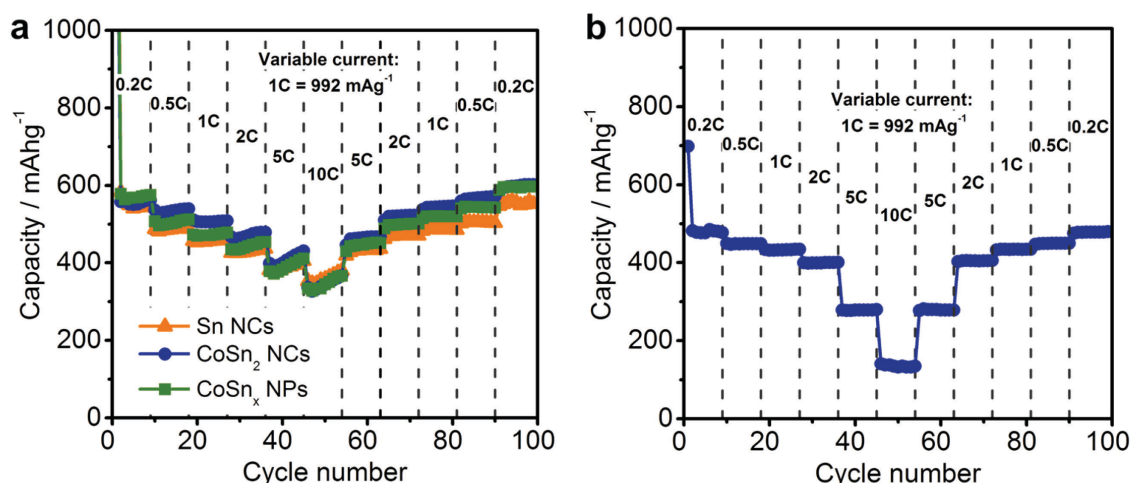 a
Capacity / mAhg⁻¹
1000
800
600
400
200
0
Variable current:
1C = 992 mAg⁻¹
0.2C
0.5C
1C
2C
5C
10C
5C
2C
1C
0.5C
0.2C
Sn NCs
CoSn₂ NCs
CoSnₓ NPs
0
20
40
60
80
100
Cycle number
b
Capacity / mAhg⁻¹
1000
800
600
400
200
0
Variable current:
1C = 992 mAg⁻¹
0.2C
0.5C
1C
2C
5C
10C
5C
2C
1C
0.5C
0.2C
0
20
40
60
80
100
Cycle number